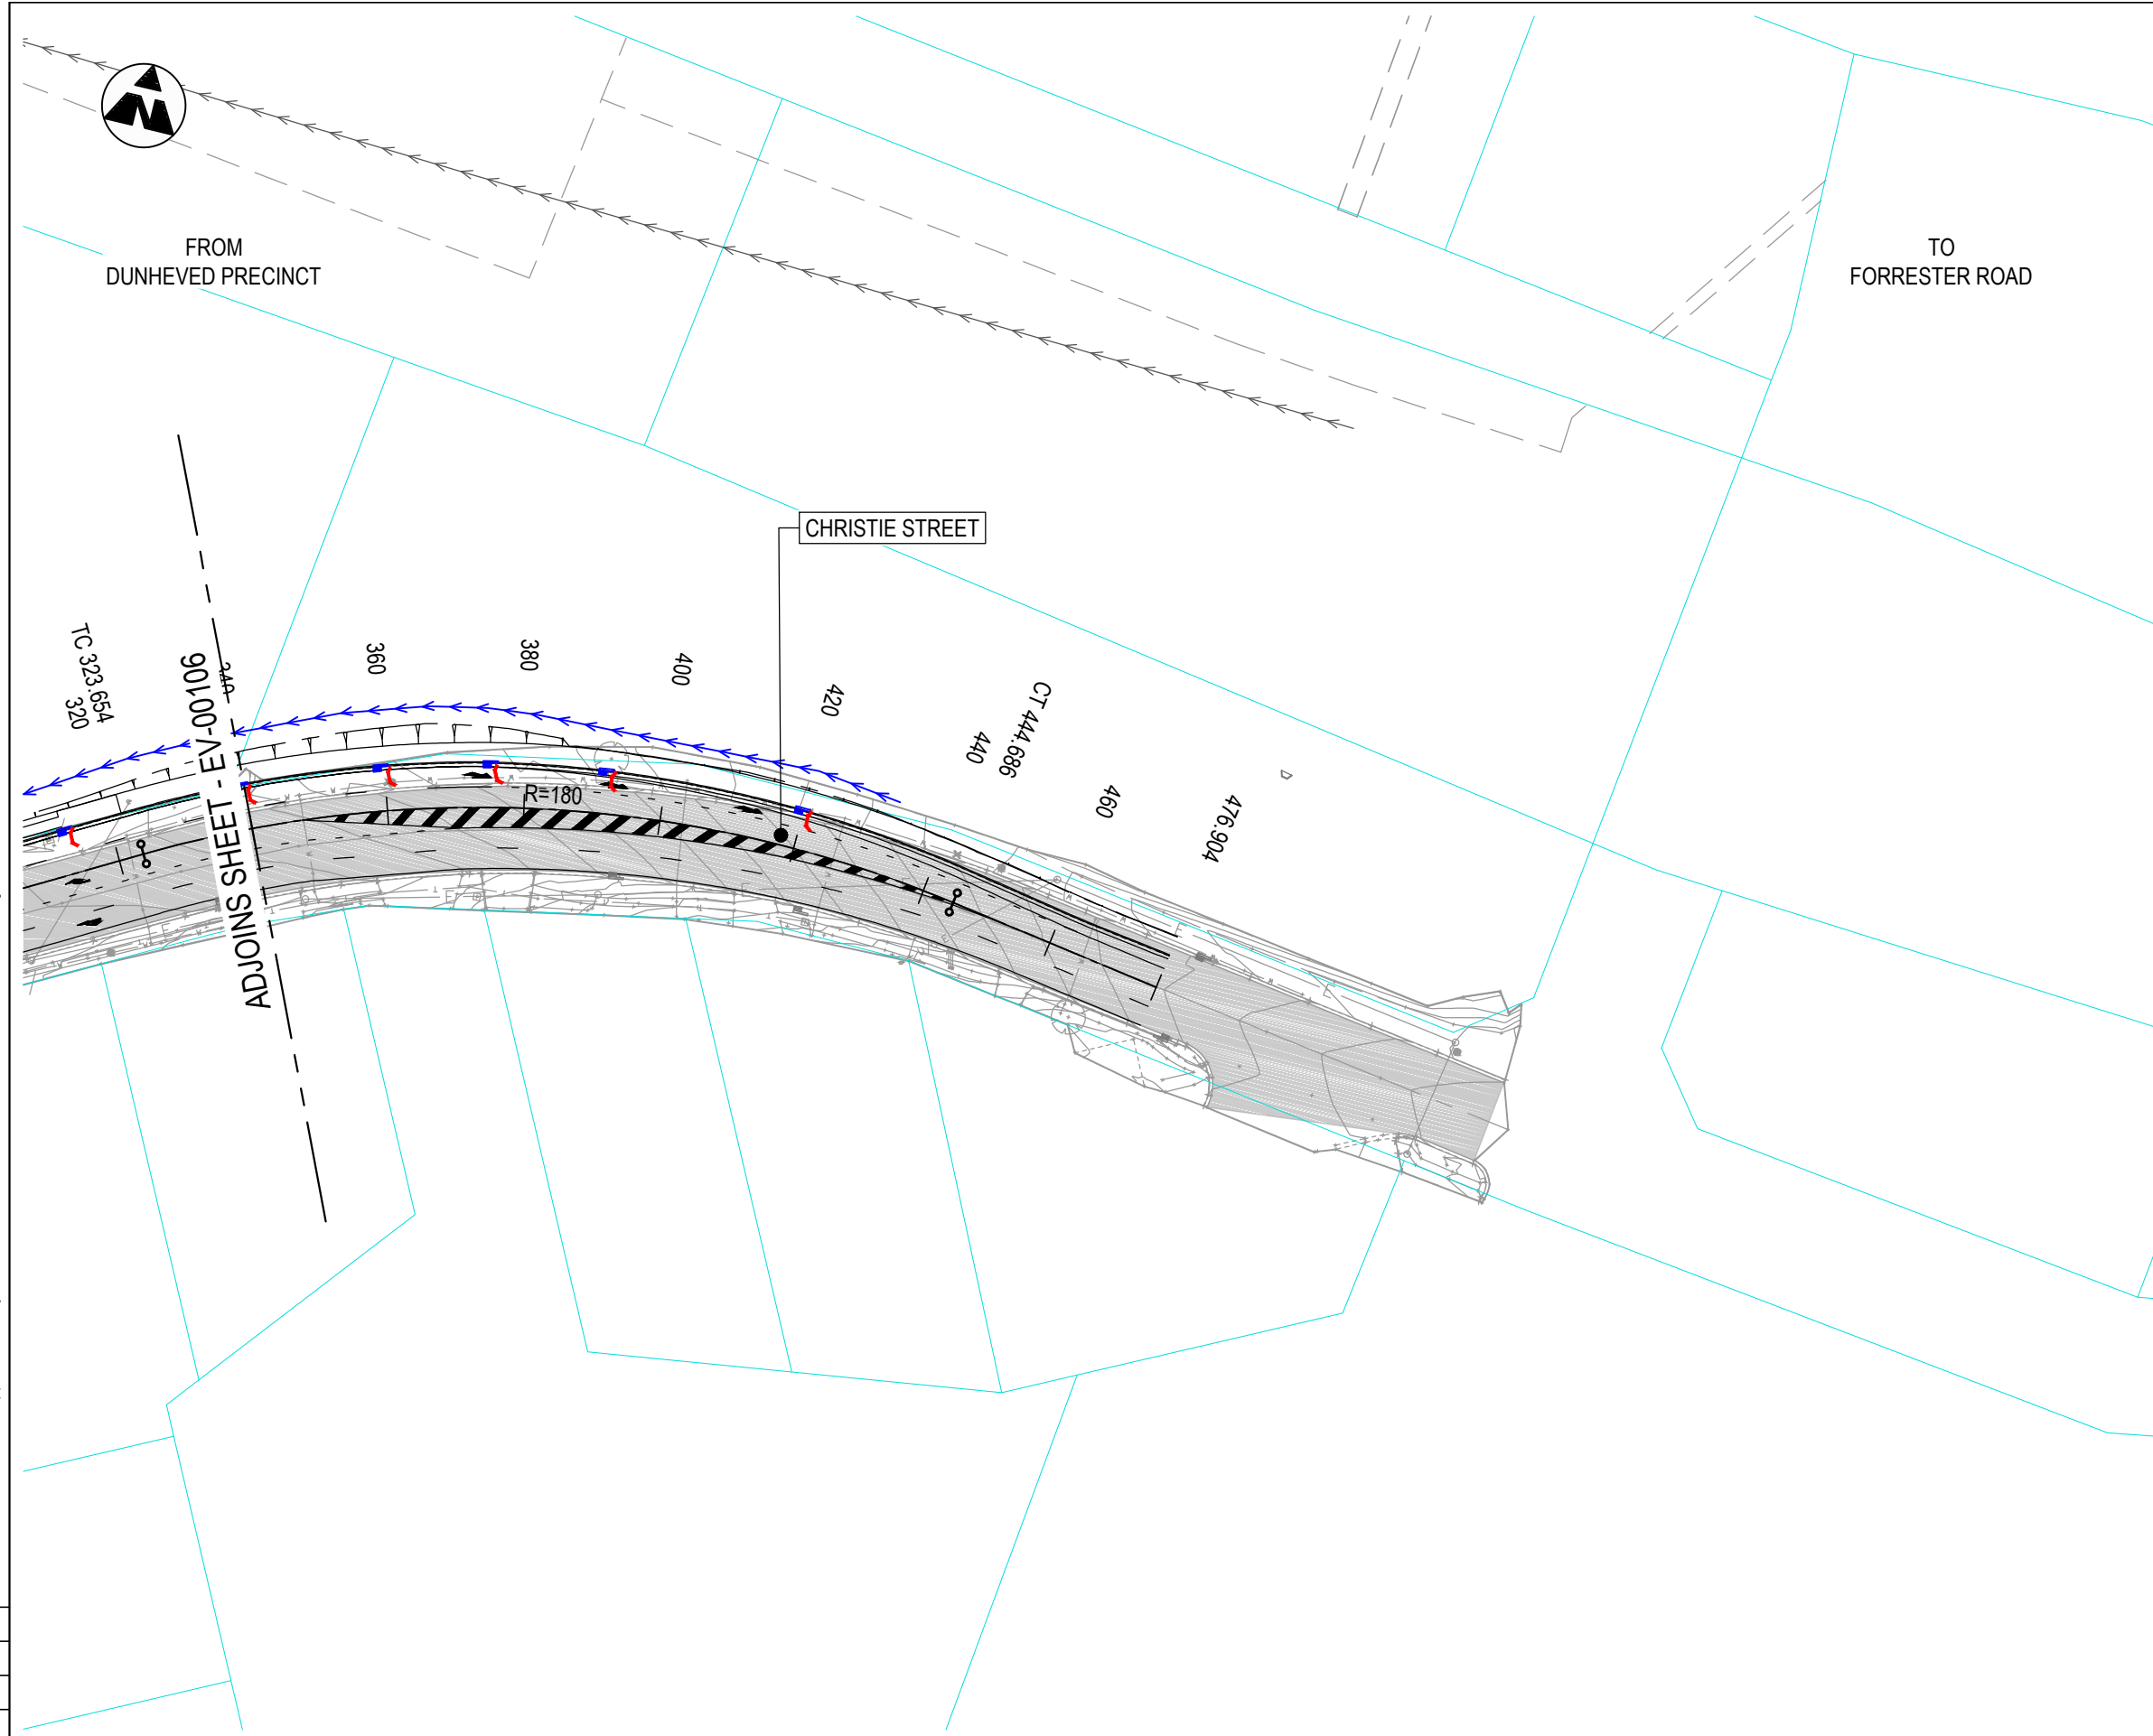 FROM
DUNHEVED PRECINCT
TO
FORRESTER ROAD
CHRISTIE STREET
TC 323.654
320
ADJOINS SHEET - EV-00106
340
360
380
400
420
440
CT 444.686
460
476.904
R=180